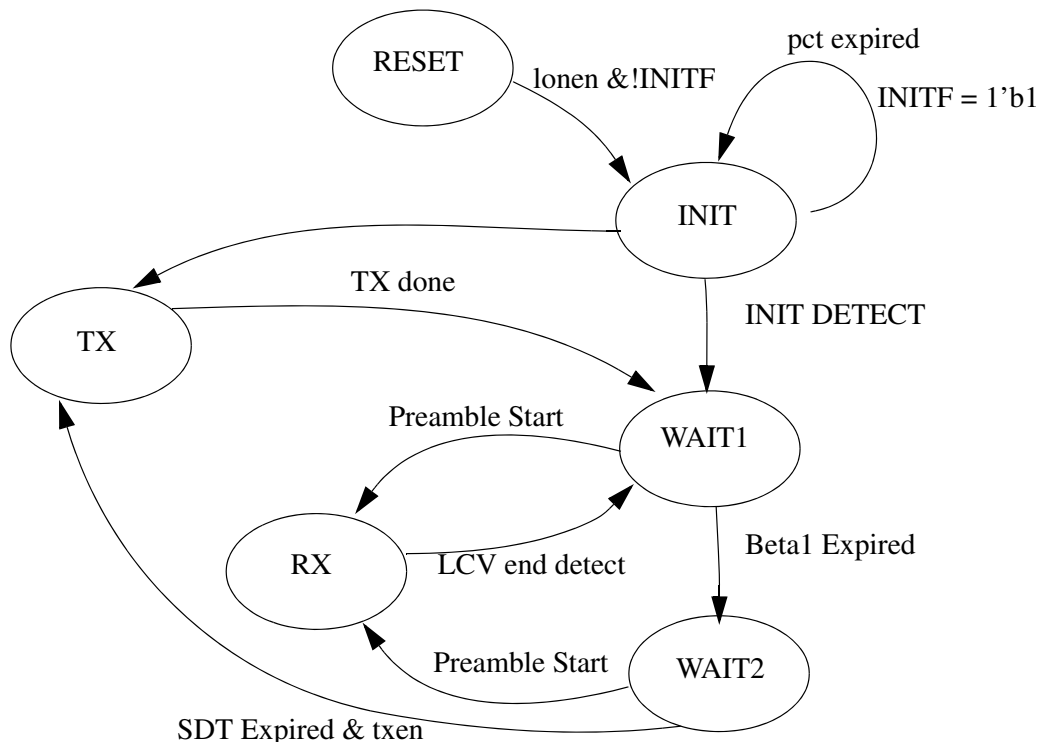 pct expired
RESET
lonen &!INITF
INITF = 1’b1
INIT
TX done
INIT DETECT
TX
Preamble Start
WAIT1
Beta1 Expired
RX
LCV end detect
Preamble Start
WAIT2
SDT Expired & txen